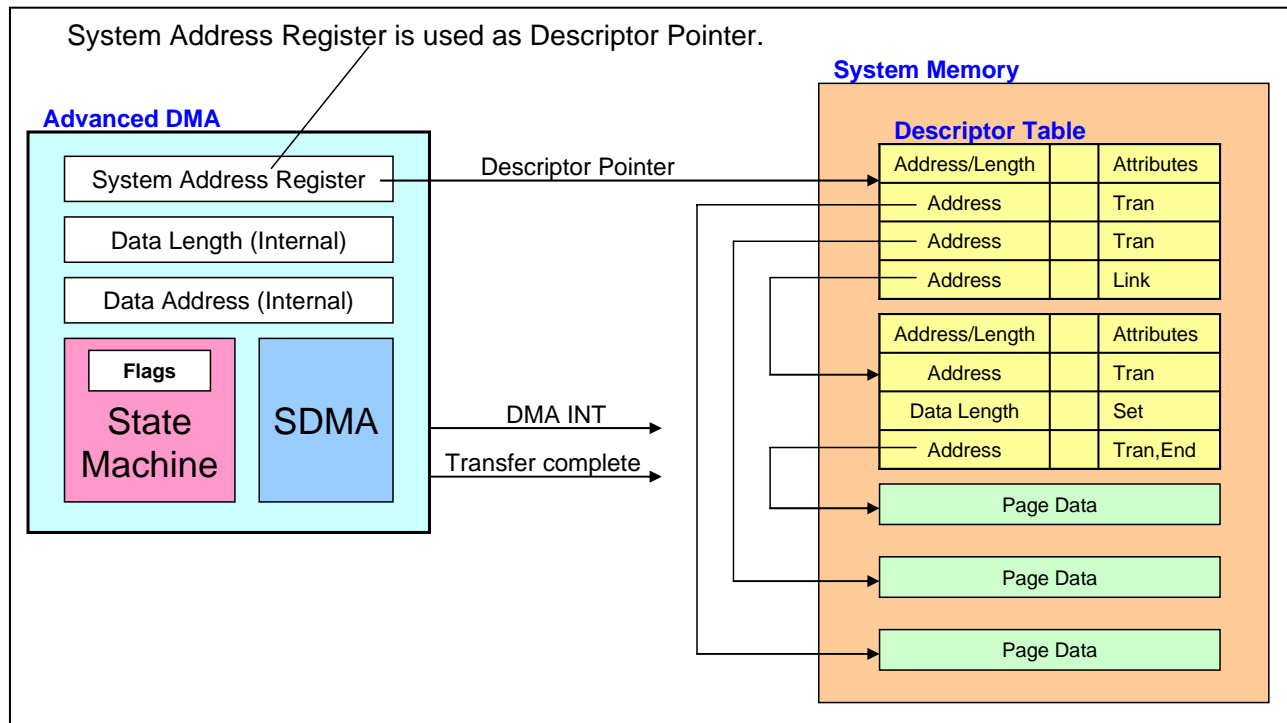 System Address Register is used as Descriptor Pointer.
Advanced DMA
System Address Register
Data Length (Internal)
Data Address (Internal)
Flags
State
Machine
SDMA
Descriptor Pointer
DMA INT
Transfer complete
System Memory
Descriptor Table
Address/Length Attributes
Address Tran
Address Tran
Address Link
Address/Length Attributes
Address Tran
Data Length Set
Address Tran,End
Page Data
Page Data
Page Data